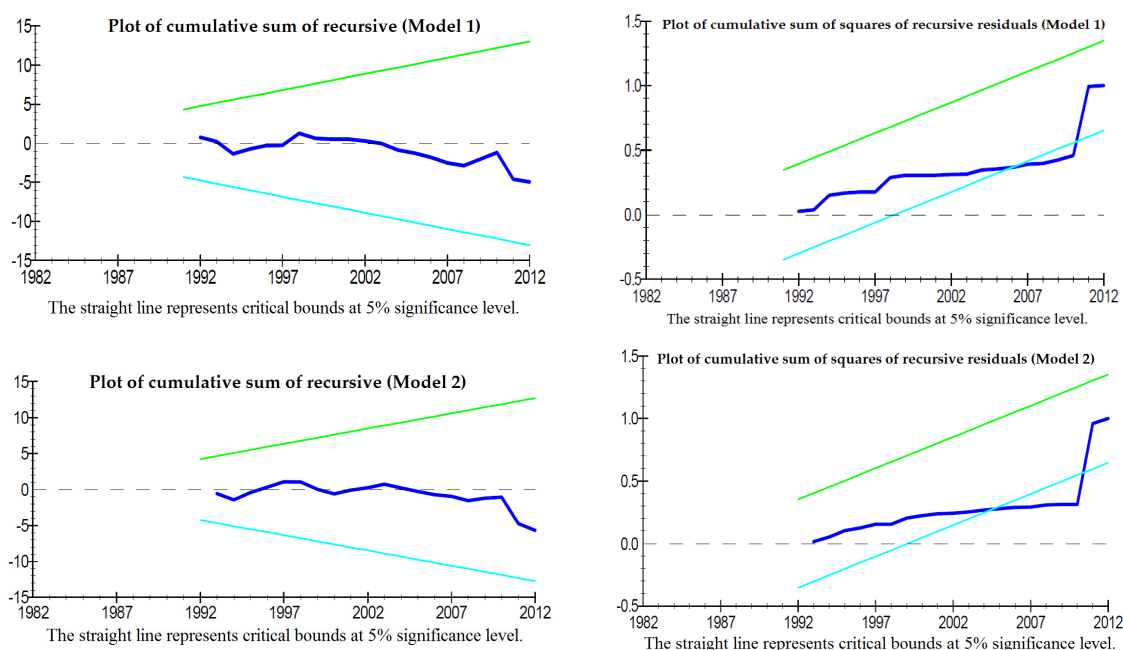 Plot of cumulative sum of recursive (Model 1)
15
10
5
0
-5
-10
-15
1982 1987 1992 1997 2002 2007 2012
The straight line represents critical bounds at 5% significance level.
Plot of cumulative sum of squares of recursive residuals (Model 1)
1.5
1.0
0.5
0.0
-0.5
1982 1987 1992 1997 2002 2007 2012
The straight line represents critical bounds at 5% significance level.
Plot of cumulative sum of recursive (Model 2)
15
10
5
0
-5
-10
-15
1982 1987 1992 1997 2002 2007 2012
The straight line represents critical bounds at 5% significance level.
Plot of cumulative sum of squares of recursive residuals (Model 2)
1.5
1.0
0.5
0.0
-0.5
1982 1987 1992 1997 2002 2007 2012
The straight line represents critical bounds at 5% significance level.